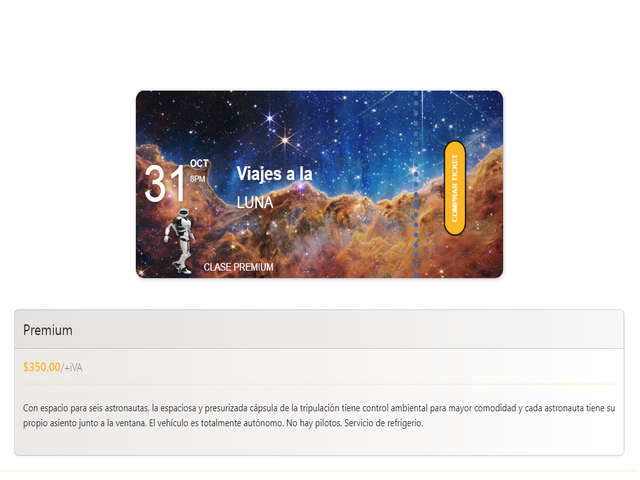 31
OCT
8PM
Viajes a la
LUNA
CLASE PREMIUM
COMPRAR TICKET
Premium
$350.00/+iVA
Con espacio para seis astronautas, la espaciosa y presurizada cápsula de la tripulación tiene control ambiental para mayor comodidad y cada astronauta tiene su
propio asiento junto a la ventana. El vehículo es totalmente autónomo. No hay pilotos. Servicio de refrigerio.